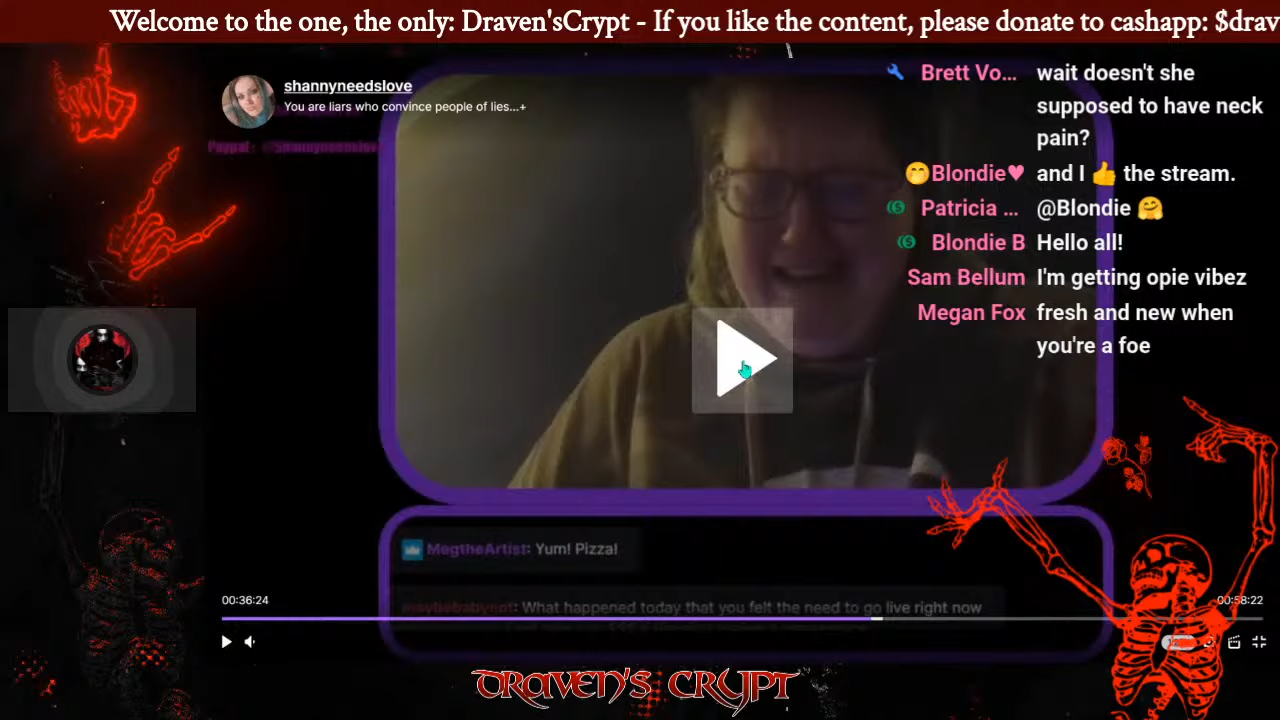 Welcome to the one, the only: Draven'sCrypt - If you like the content, please donate to cashapp: $drav
shannyneedslove
You are liars who convince people of lies...+
Paypal: @Shannyneedslove
Brett Vo... wait doesn't she
supposed to have neck
pain?
🤭Blondie♥ and I 👍 the stream.
Patricia ... @Blondie 🤗
Blondie B Hello all!
Sam Bellum I'm getting opie vibez
Megan Fox fresh and new when
you're a foe
MegtheArtist: Yum! Pizza!
What happened today that you felt the need to go live right now
00:36:24
00:58:22
DRAVEN'S CRYPT